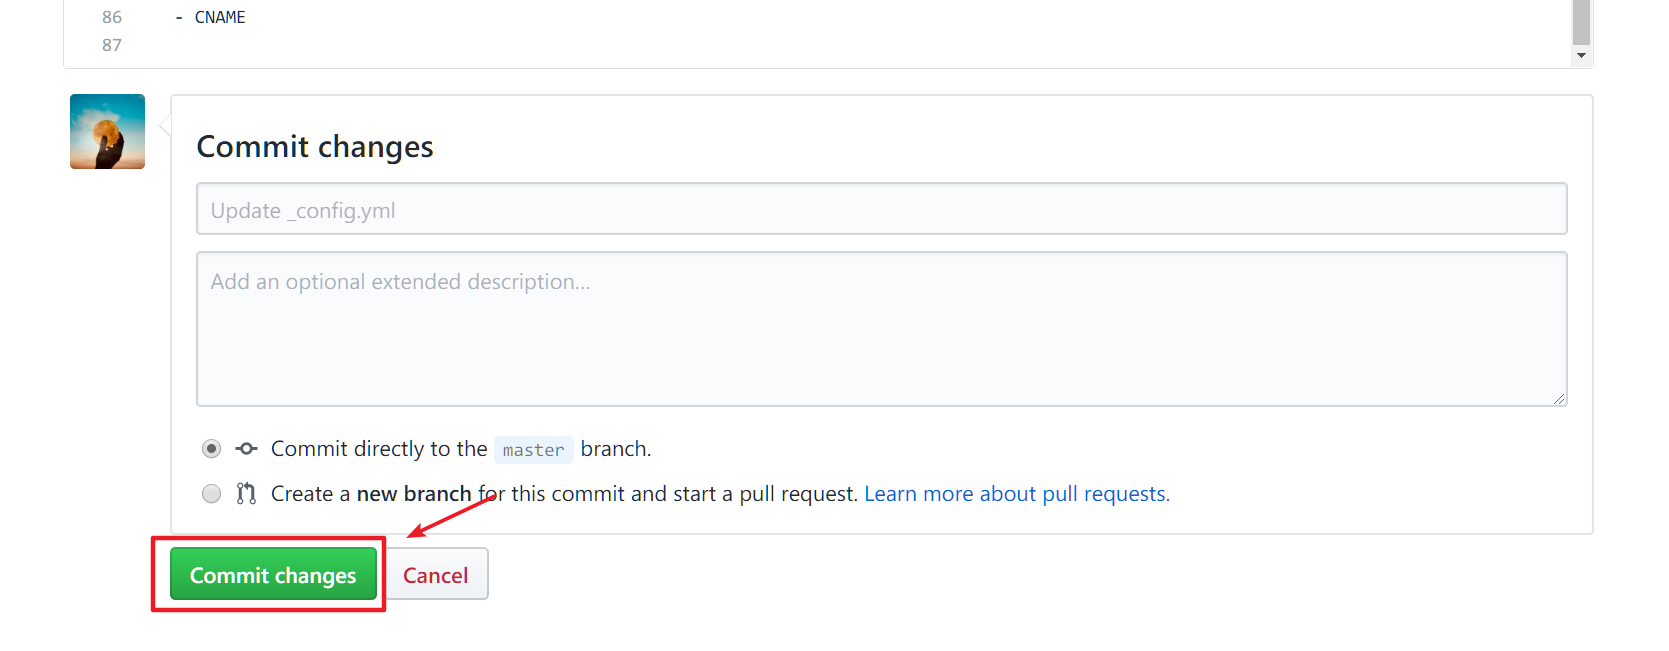 86 - CNAME
87
Commit changes
Update _config.yml
Add an optional extended description...
Commit directly to the master branch.
Create a new branch for this commit and start a pull request. Learn more about pull requests.
Commit changes Cancel